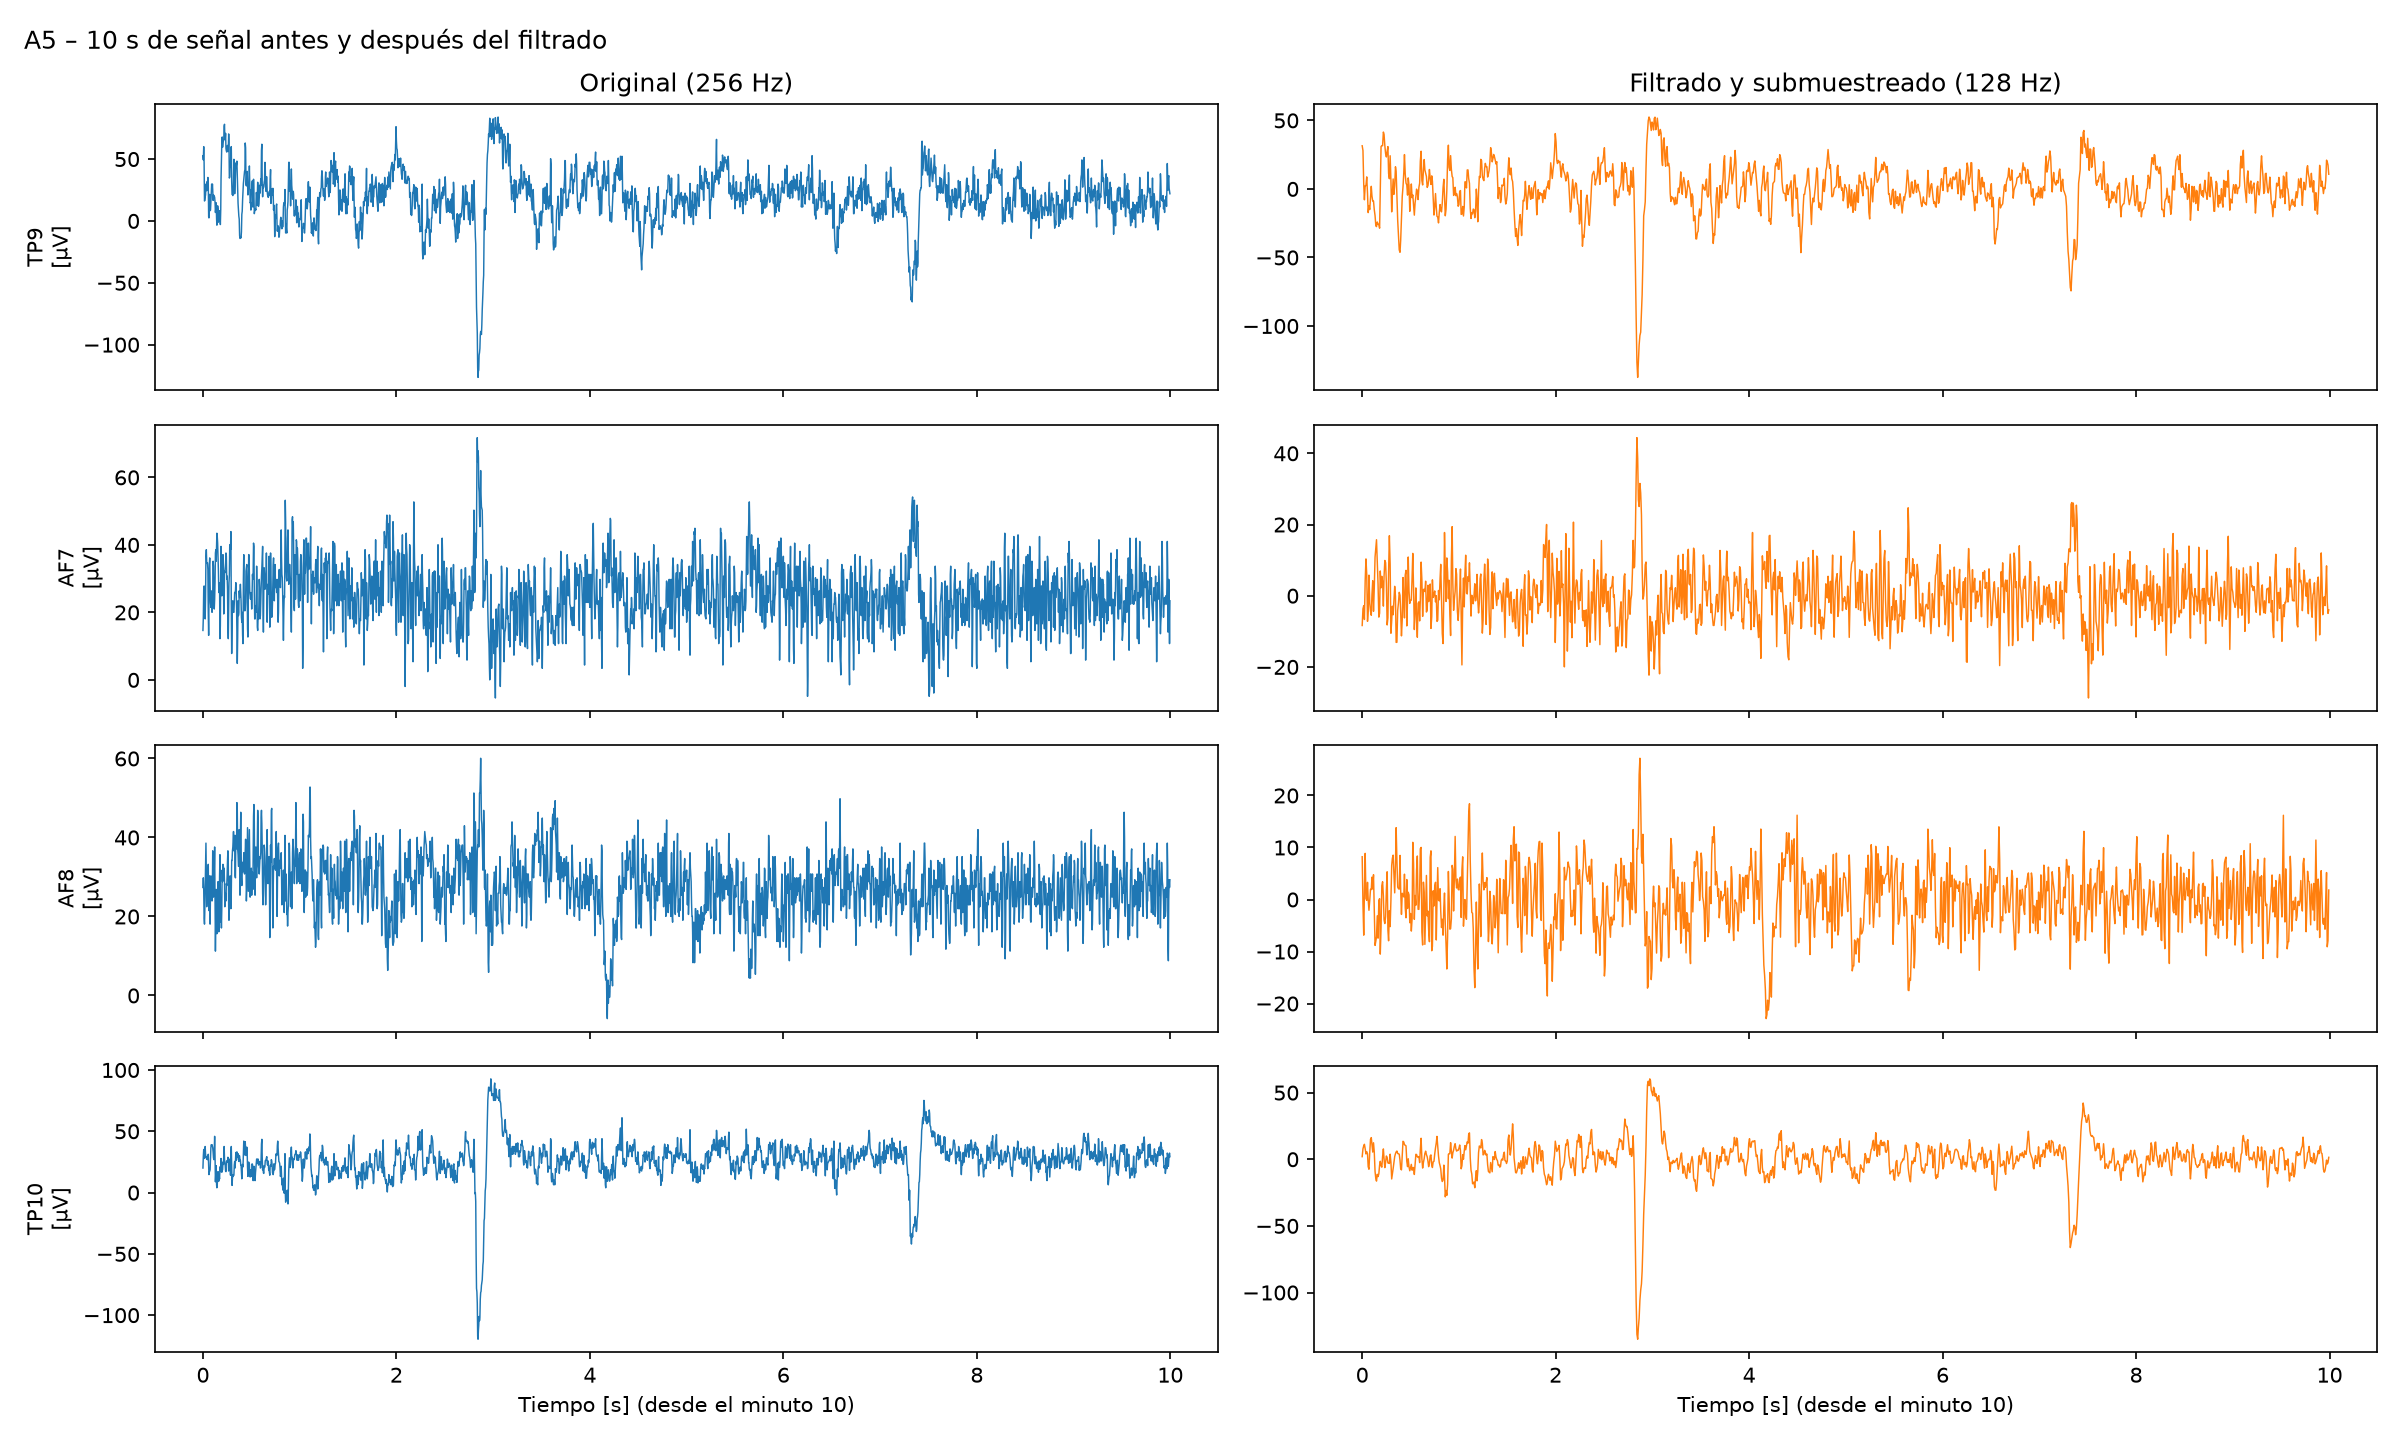 A5 – 10 s de señal antes y después del filtrado
Original (256 Hz)
Filtrado y submuestreado (128 Hz)
TP9
[µV]
50
0
−50
−100
50
0
−50
−100
AF7
[µV]
60
40
20
0
40
20
0
−20
AF8
[µV]
60
40
20
0
20
10
0
−10
−20
TP10
[µV]
100
50
0
−50
−100
50
0
−50
−100
0 2 4 6 8 10
0 2 4 6 8 10
Tiempo [s] (desde el minuto 10)
Tiempo [s] (desde el minuto 10)